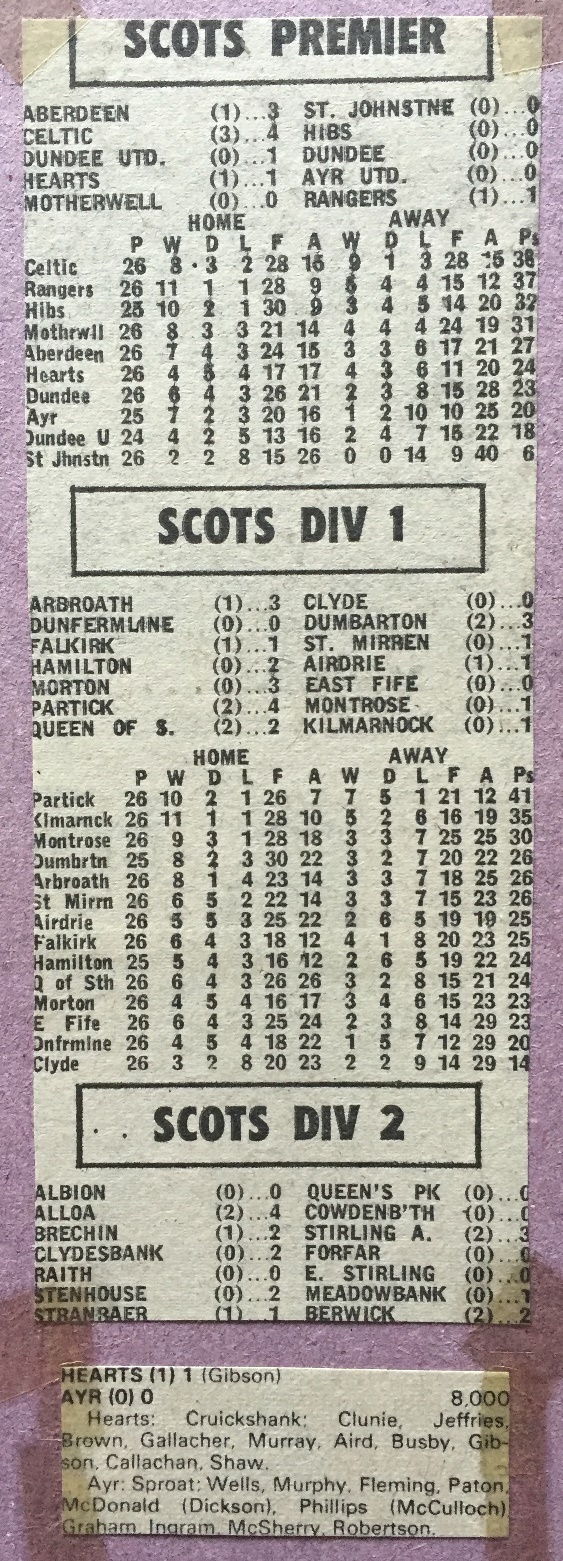 SCOTS PREMIER
ABERDEEN (1)...3 ST. JOHNSTNE (0)...0
CELTIC (3)...4 HIBS (0)...0
DUNDEE UTD. (0)...1 DUNDEE (0)...0
HEARTS (1)...1 AYR UTD. (0)...0
MOTHERWELL (0)...0 RANGERS (1)...1
HOME AWAY
P W D L F A W D L F A Ps
Celtic 26 8 3 2 28 15 9 1 3 28 15 38
Rangers 26 11 1 1 28 9 5 4 4 15 12 37
Hibs 25 10 2 1 30 9 3 4 5 14 20 32
Mothrwll 26 8 3 3 21 14 4 4 4 24 19 31
Aberdeen 26 7 4 3 24 15 3 3 6 17 21 27
Hearts 26 4 5 4 17 17 4 3 6 11 20 24
Dundee 26 6 4 3 26 21 2 3 8 15 28 23
Ayr 25 7 2 3 20 16 1 2 10 10 25 20
Dundee U 24 4 2 5 13 16 2 4 7 15 22 18
St Jhnstn 26 2 2 8 15 26 0 0 14 9 40 6
SCOTS DIV 1
ARBROATH (1)...3 CLYDE (0)...0
DUNFERMLINE (0)...0 DUMBARTON (2)...3
FALKIRK (1)...1 ST. MIRREN (0)...1
HAMILTON (0)...2 AIRDRIE (1)...1
MORTON (0)...3 EAST FIFE (0)...0
PARTICK (2)...4 MONTROSE (0)...1
QUEEN OF S. (2)...2 KILMARNOCK (0)...1
HOME AWAY
P W D L F A W D L F A Ps
Partick 26 10 2 1 26 7 7 5 1 21 12 41
Klmarnck 26 11 1 1 28 10 5 2 6 16 19 35
Montrose 26 9 3 1 28 18 3 3 7 25 25 30
Dumbrtn 25 8 2 3 30 22 3 2 7 20 22 26
Arbroath 26 8 1 4 23 14 3 3 7 18 25 26
St Mirrn 26 6 5 2 22 14 3 3 7 15 23 26
Airdrie 26 5 5 3 25 22 2 6 5 19 19 25
Falkirk 26 6 4 3 18 12 4 1 8 20 23 25
Hamilton 25 5 4 3 16 12 2 6 5 19 22 24
Q of Sth 26 6 4 3 26 26 3 2 8 15 21 24
Morton 26 4 5 4 16 17 3 4 6 15 23 23
E Fife 26 6 4 3 25 24 2 3 8 14 29 23
Dnfrmlne 26 4 5 4 18 22 1 5 7 12 29 20
Clyde 26 3 2 8 20 23 2 2 9 14 29 14
SCOTS DIV 2
ALBION (0)...0 QUEEN'S PK (0)...0
ALLOA (2)...4 COWDENB'TH (0)...0
BRECHIN (1)...2 STIRLING A. (2)...3
CLYDESBANK (0)...2 FORFAR (0)...0
RAITH (0)...0 E. STIRLING (0)...0
STENHOUSE (0)...2 MEADOWBANK (0)...1
STRANRAER (1)...1 BERWICK (2)...2
HEARTS (1) 1 (Gibson)
AYR (0) 0 8,000
Hearts: Cruickshank; Clunie, Jeffries,
Brown, Gallacher, Murray, Aird, Busby, Gib-
son, Callachan, Shaw.
Ayr: Sproat; Wells, Murphy, Fleming, Paton,
McDonald (Dickson), Phillips (McCulloch)
Graham, Ingram, McSherry, Robertson.